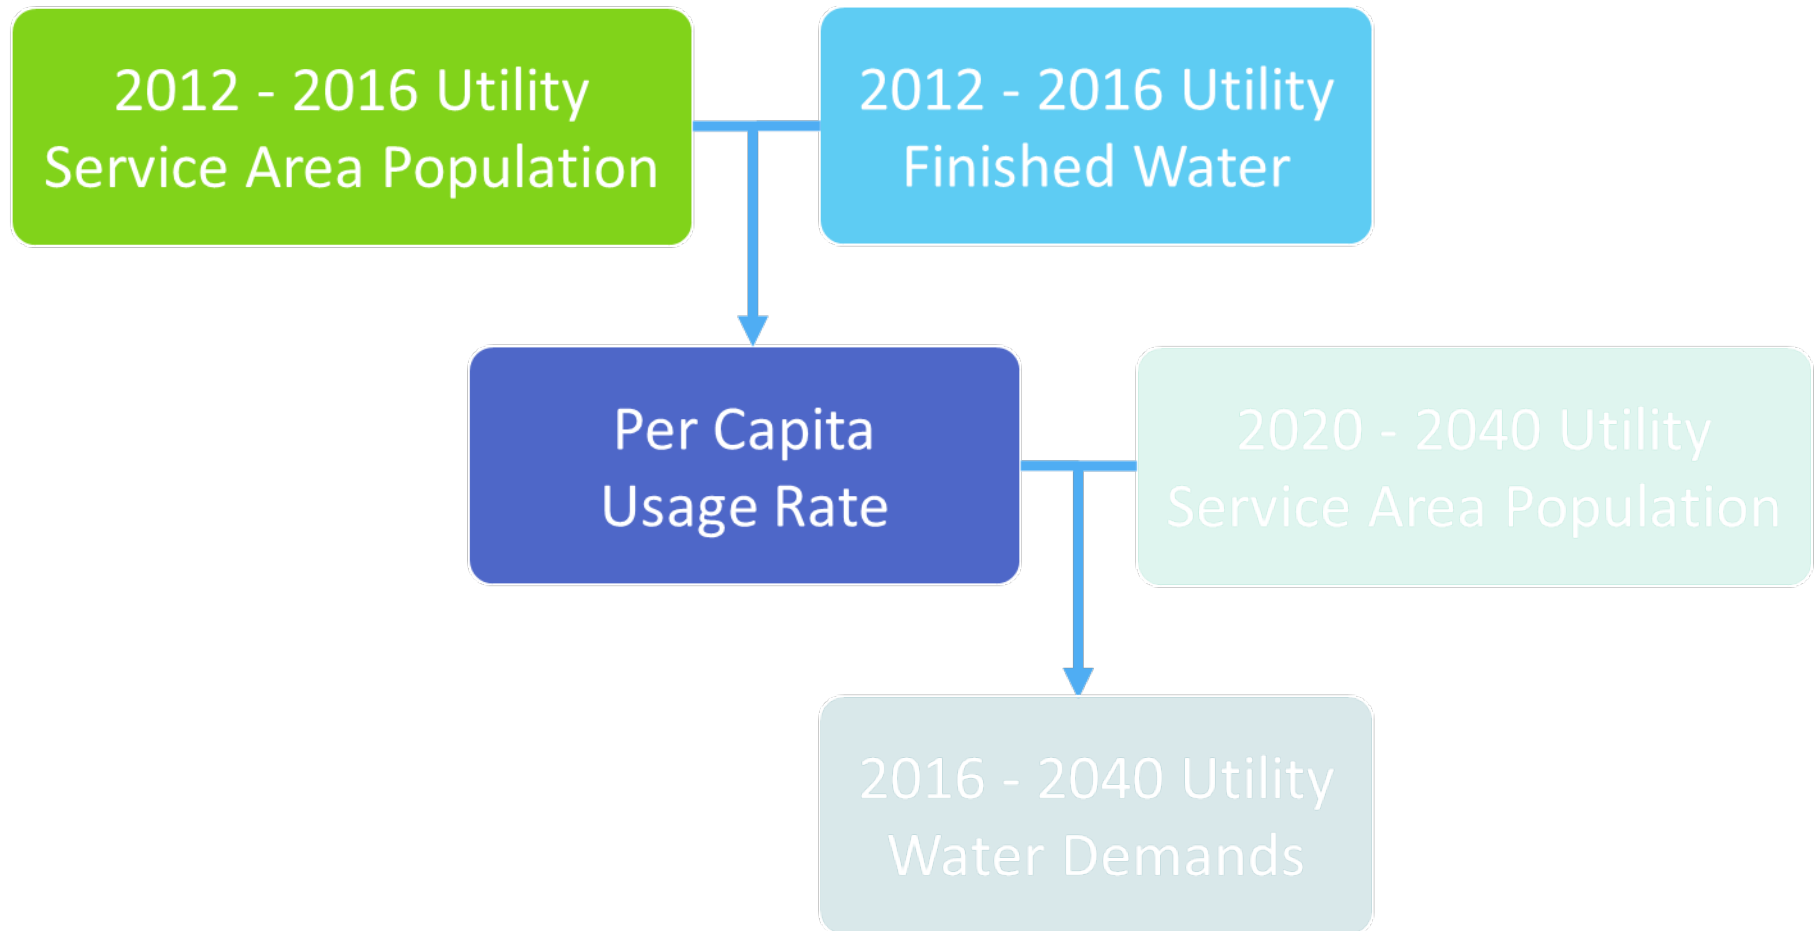 2012 - 2016 Utility
Service Area Population
2012 - 2016 Utility
Finished Water
Per Capita
Usage Rate
2020 - 2040 Utility
Service Area Population
2016 - 2040 Utility
Water Demands